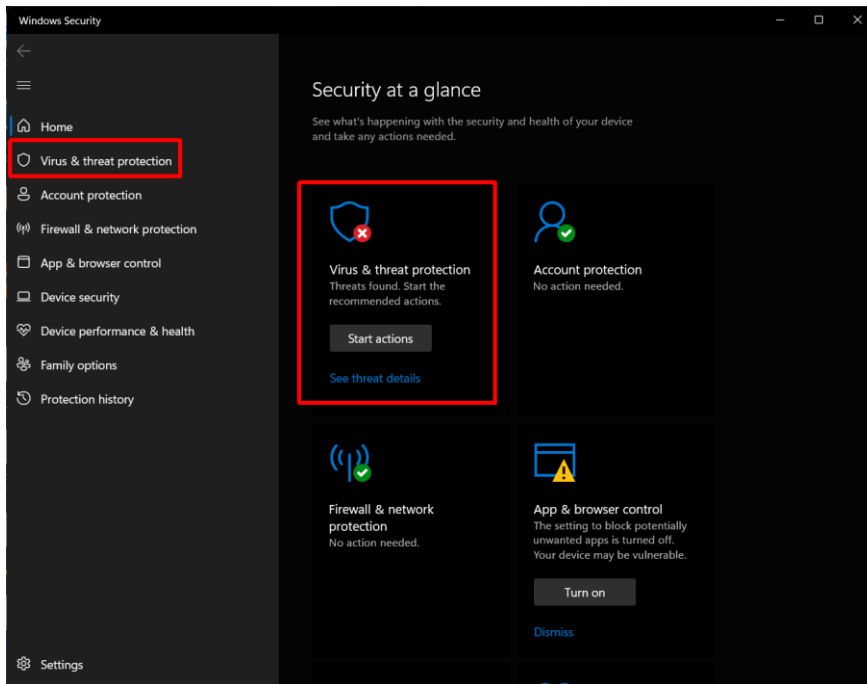 Windows Security
Home
Virus & threat protection
Account protection
Firewall & network protection
App & browser control
Device security
Device performance & health
Family options
Protection history
Settings
Security at a glance
See what's happening with the security and health of your device
and take any actions needed.
Virus & threat protection
Threats found. Start the
recommended actions.
Start actions
See threat details
Account protection
No action needed.
Firewall & network
protection
No action needed.
App & browser control
The setting to block potentially
unwanted apps is turned off.
Your device may be vulnerable.
Turn on
Dismiss